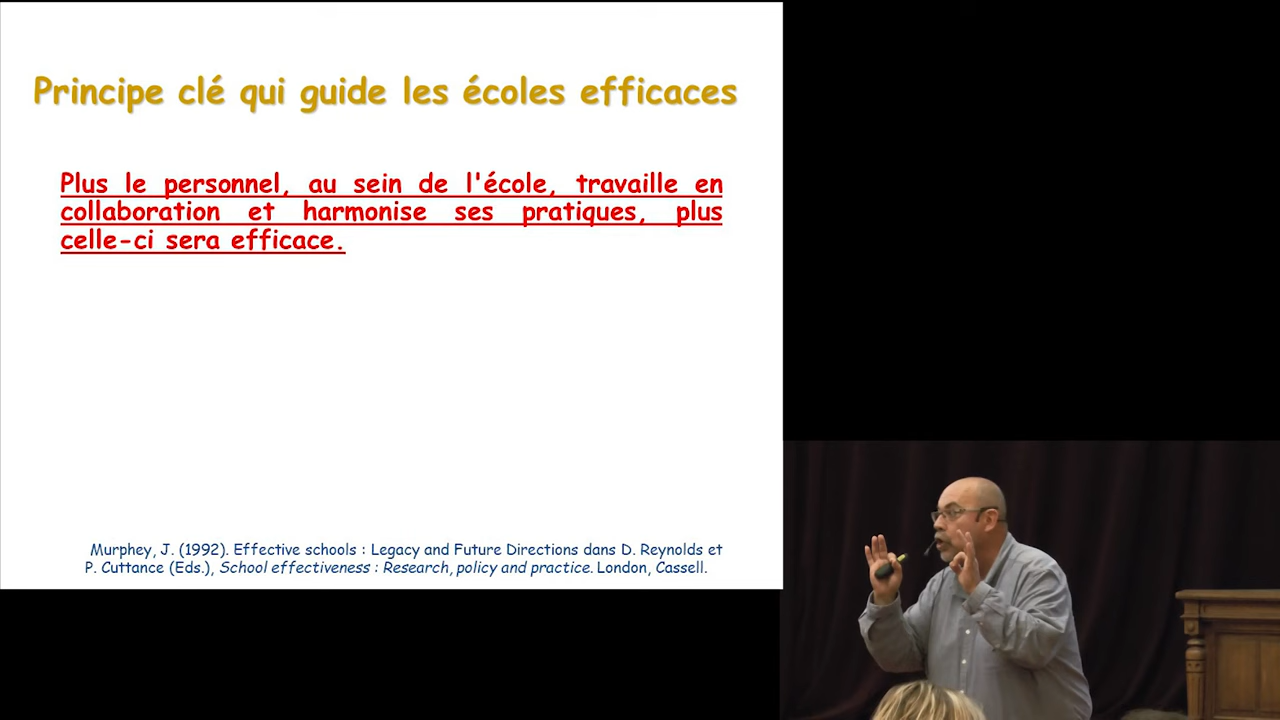 Principe clé qui guide les écoles efficaces
Plus le personnel, au sein de l'école, travaille en
collaboration et harmonise ses pratiques, plus
celle-ci sera efficace.
Murphey, J. (1992). Effective schools : Legacy and Future Directions dans D. Reynolds et
P. Cuttance (Eds.), School effectiveness : Research, policy and practice. London, Cassell.